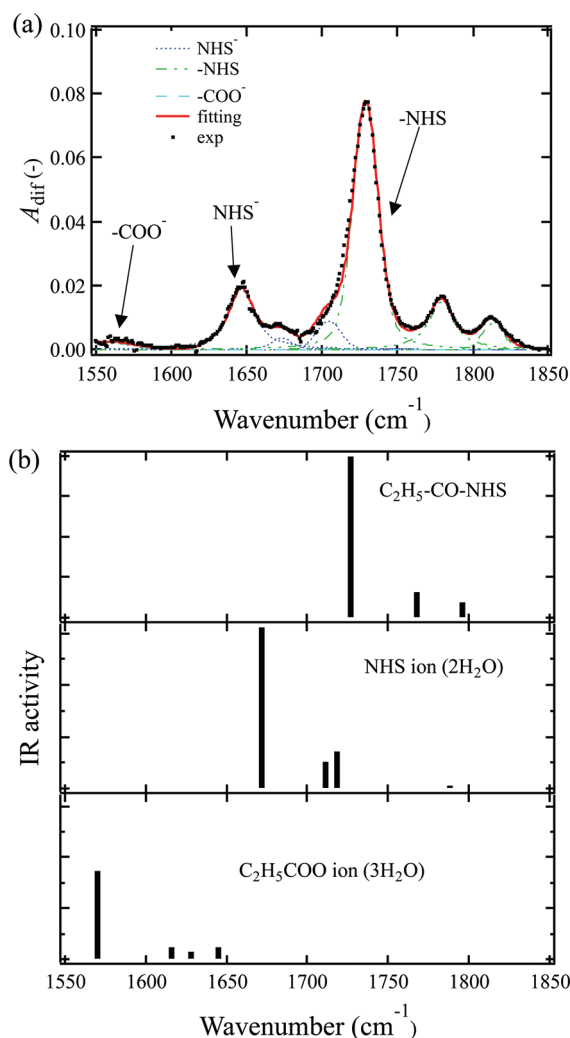 (a)
0.10
0.08
0.06
0.04
0.02
0.00
A_dif (-)
NHS⁻
-NHS
-COO⁻
fitting
exp
-NHS
NHS⁻
-COO⁻
1550 1600 1650 1700 1750 1800 1850
Wavenumber (cm⁻¹)
(b)
C₂H₅-CO-NHS
NHS ion (2H₂O)
C₂H₅COO ion (3H₂O)
IR activity
1550 1600 1650 1700 1750 1800 1850
Wavenumber (cm⁻¹)